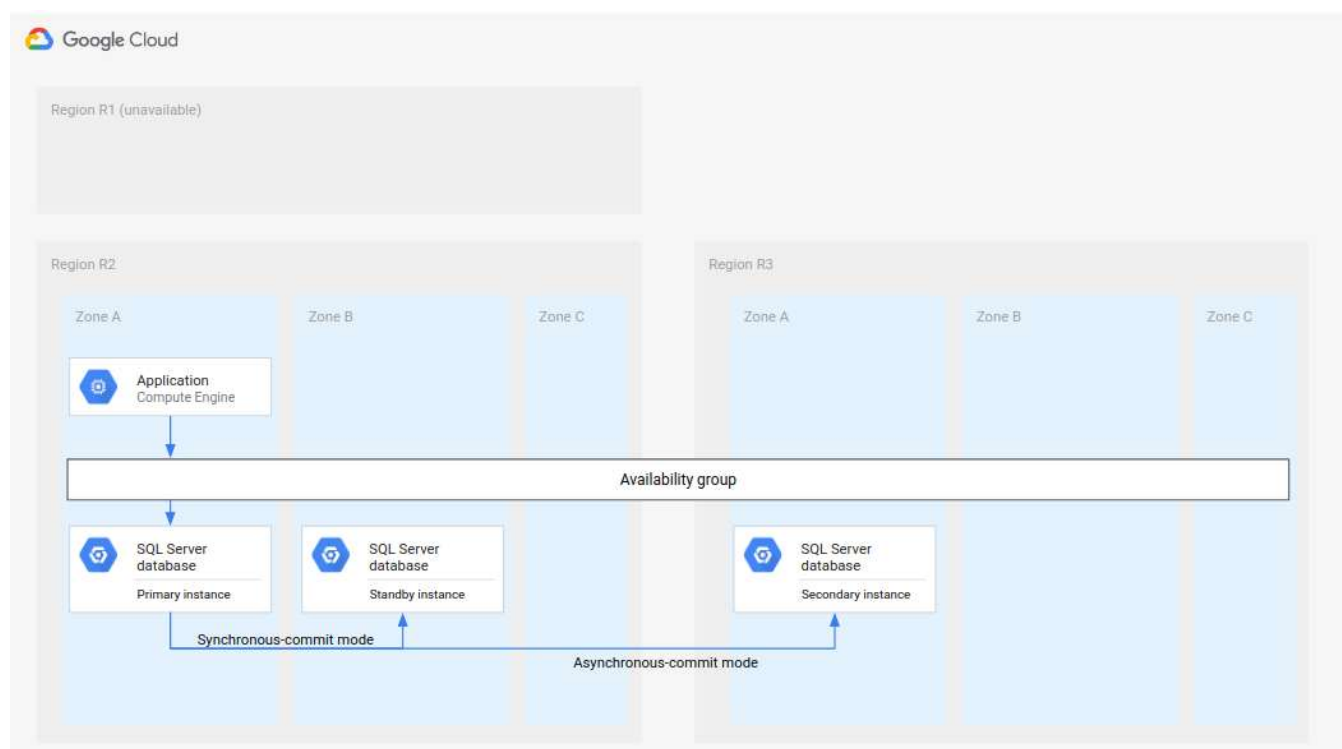 Google Cloud
Region R1 (unavailable)
Region R2
Region R3
Zone A
Zone B
Zone C
Zone A
Zone B
Zone C
Application
Compute Engine
Availability group
SQL Server
database
Primary instance
SQL Server
database
Standby instance
SQL Server
database
Secondary instance
Synchronous-commit mode
Asynchronous-commit mode